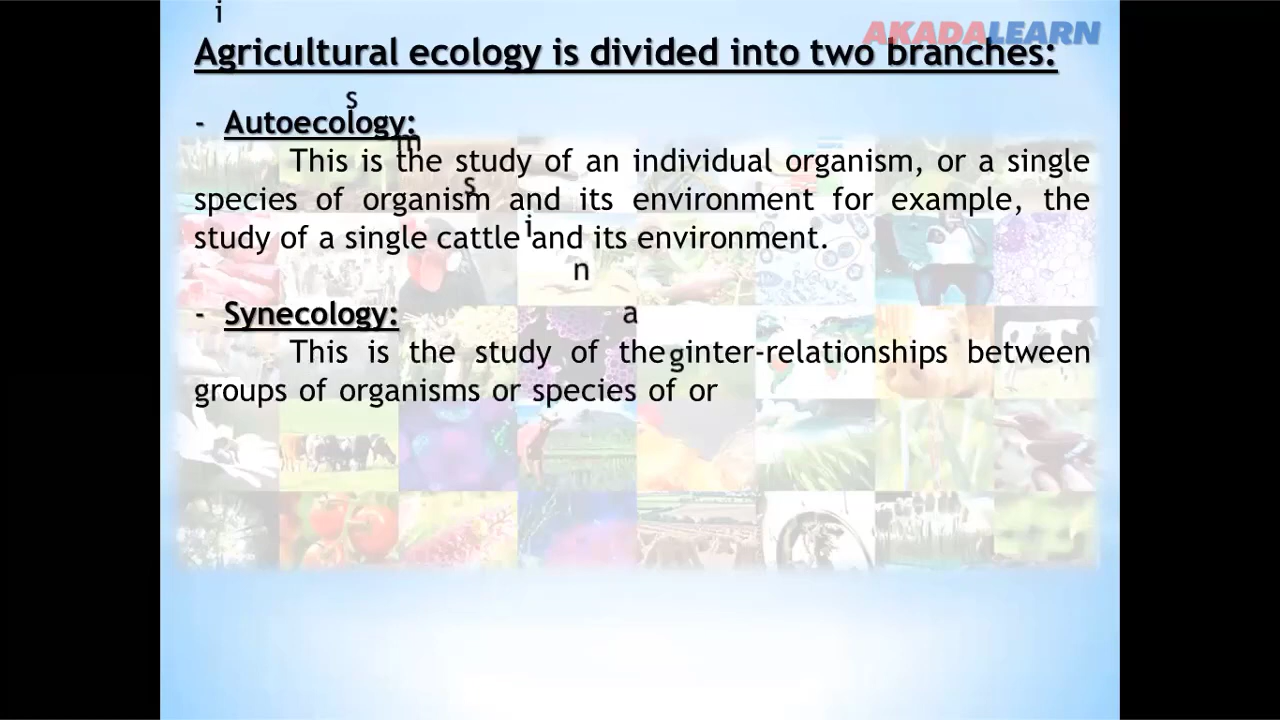 i
AKADALEARN
Agricultural ecology is divided into two branches:
s
- Autoecology:
m
This is the study of an individual organism, or a single
s
species of organism and its environment for example, the
i
study of a single cattle and its environment.
n
a
- Synecology:
This is the study of the inter-relationships between
g
groups of organisms or species of or